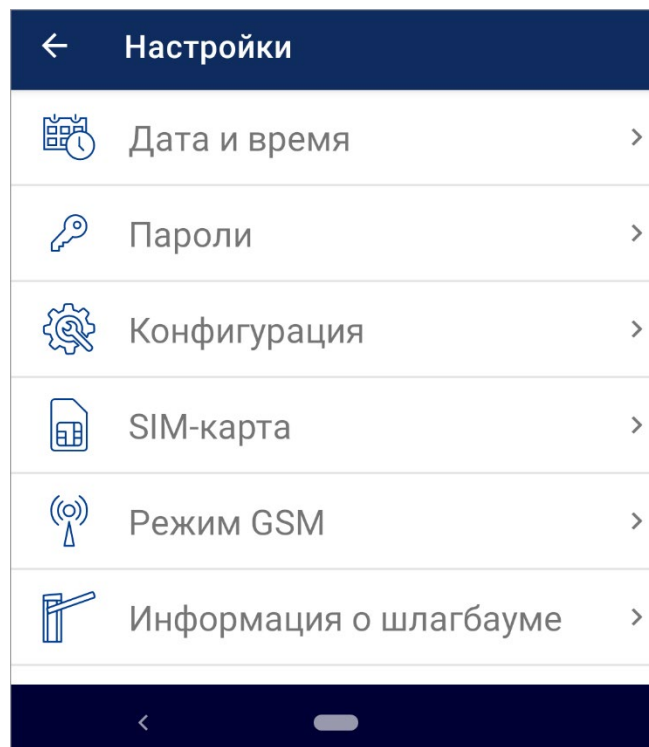 Настройки
Дата и время
Пароли
Конфигурация
SIM-карта
Режим GSM
Информация о шлагбауме